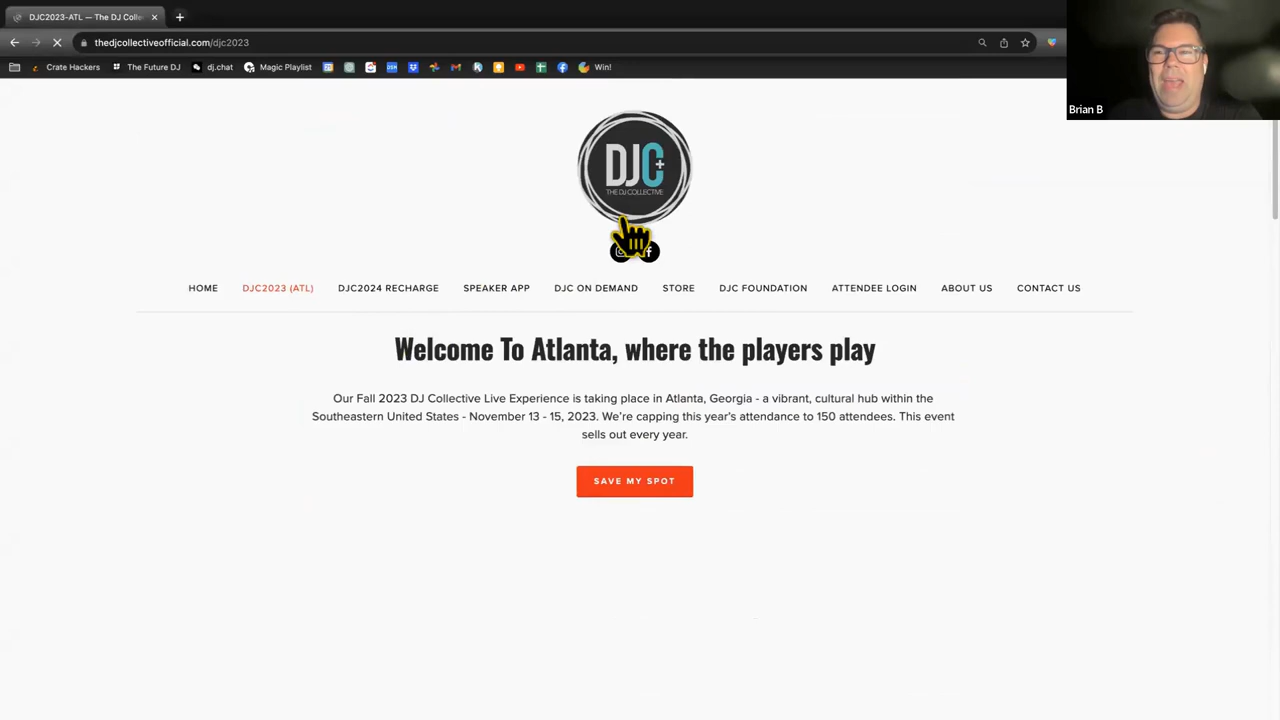 DJC2023-ATL — The DJ Colle
thedjcollectiveofficial.com/djc2023
Crate Hackers
The Future DJ
dj.chat
Magic Playlist
Win!
Brian B
DJC+
THE DJ COLLECTIVE
HOME
DJC2023 (ATL)
DJC2024 RECHARGE
SPEAKER APP
DJC ON DEMAND
STORE
DJC FOUNDATION
ATTENDEE LOGIN
ABOUT US
CONTACT US
Welcome To Atlanta, where the players play
Our Fall 2023 DJ Collective Live Experience is taking place in Atlanta, Georgia - a vibrant, cultural hub within the
Southeastern United States - November 13 - 15, 2023. We're capping this year's attendance to 150 attendees. This event
sells out every year.
SAVE MY SPOT